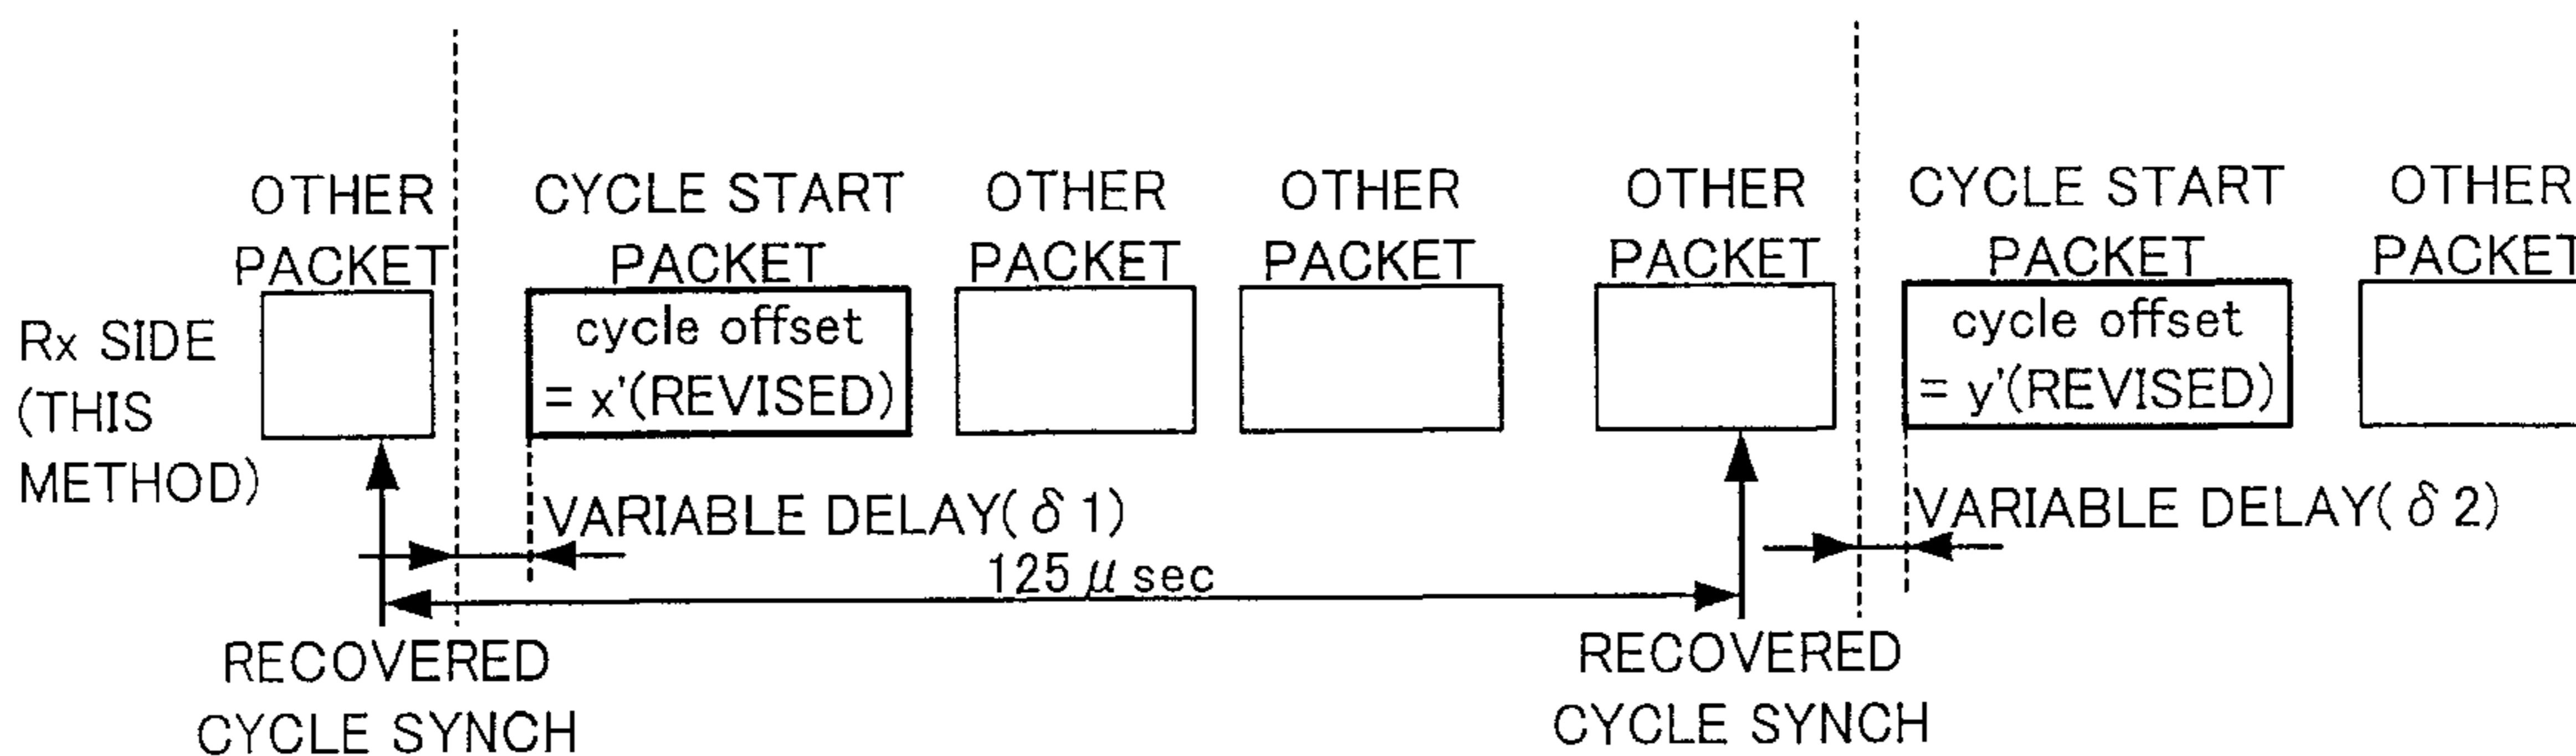 OTHER
PACKET
CYCLE START
PACKET
OTHER
PACKET
OTHER
PACKET
OTHER
PACKET
CYCLE START
PACKET
OTHER
PACKET
Rx SIDE
(THIS
METHOD)
cycle offset
= x'(REVISED)
cycle offset
= y'(REVISED)
VARIABLE DELAY(δ1)
VARIABLE DELAY(δ2)
125 μ sec
RECOVERED
CYCLE SYNCH
RECOVERED
CYCLE SYNCH